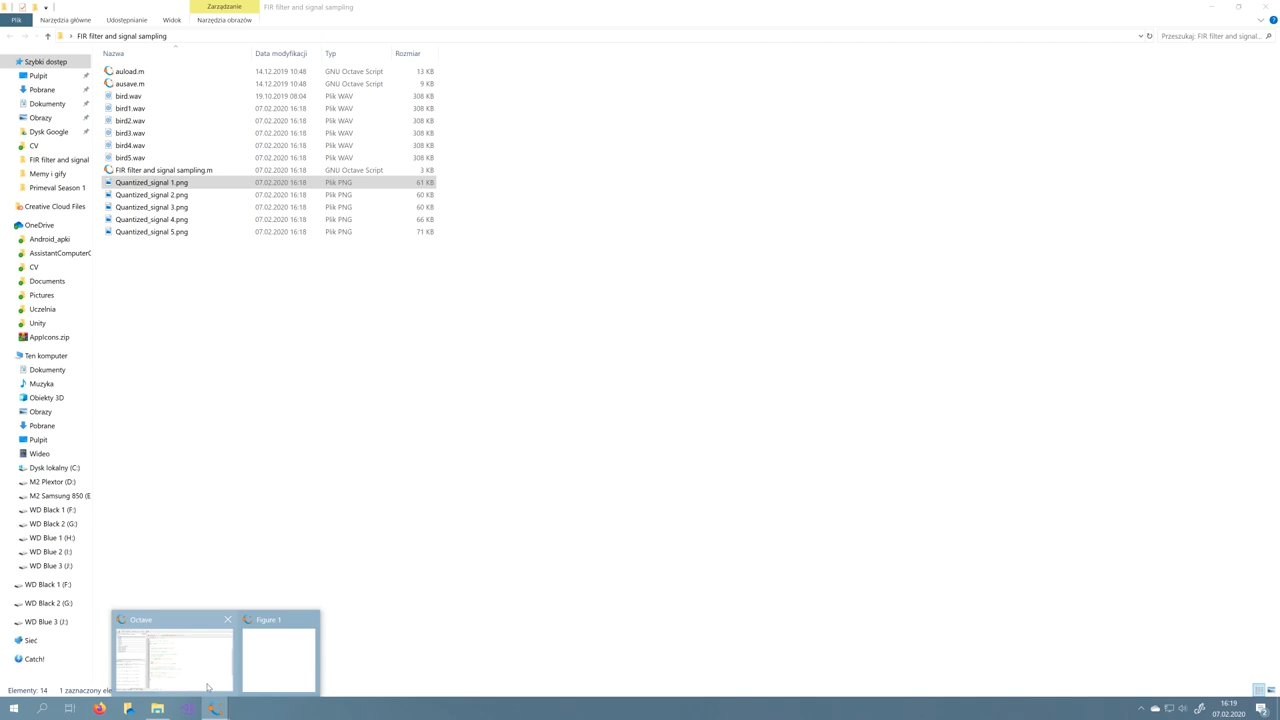 Zarządzanie
FIR filter and signal sampling
Plik
Narzędzia główne
Udostępnianie
Widok
Narzędzia obrazów
FIR filter and signal sampling
Przeszukaj: FIR filter and signal...
Nazwa Data modyfikacji Typ Rozmiar
auload.m 14.12.2019 10:48 GNU Octave Script 13 KB
ausave.m 14.12.2019 10:48 GNU Octave Script 9 KB
bird.wav 19.10.2019 08:04 Plik WAV 308 KB
bird1.wav 07.02.2020 16:18 Plik WAV 308 KB
bird2.wav 07.02.2020 16:18 Plik WAV 308 KB
bird3.wav 07.02.2020 16:18 Plik WAV 308 KB
bird4.wav 07.02.2020 16:18 Plik WAV 308 KB
bird5.wav 07.02.2020 16:18 Plik WAV 308 KB
FIR filter and signal sampling.m 07.02.2020 16:18 GNU Octave Script 3 KB
Quantized_signal 1.png 07.02.2020 16:18 Plik PNG 61 KB
Quantized_signal 2.png 07.02.2020 16:18 Plik PNG 60 KB
Quantized_signal 3.png 07.02.2020 16:18 Plik PNG 60 KB
Quantized_signal 4.png 07.02.2020 16:18 Plik PNG 66 KB
Quantized_signal 5.png 07.02.2020 16:18 Plik PNG 71 KB
Szybki dostęp
Pulpit
Pobrane
Dokumenty
Obrazy
Dysk Google
CV
FIR filter and signal
Memy i gify
Primeval Season 1
Creative Cloud Files
OneDrive
Android_apki
AssistantComputerC
CV
Documents
Pictures
Uczelnia
Unity
AppIcons.zip
Ten komputer
Dokumenty
Muzyka
Obiekty 3D
Obrazy
Pobrane
Pulpit
Wideo
Dysk lokalny (C:)
M2 Plextor (D:)
M2 Samsung 850 (E
WD Black 1 (F:)
WD Black 2 (G:)
WD Blue 1 (H:)
WD Blue 2 (I:)
WD Blue 3 (J:)
WD Black 1 (F:)
WD Black 2 (G:)
WD Blue 3 (J:)
Sieć
Catch!
Octave
Figure 1
Elementy: 14 1 zaznaczony ele
16:19
07.02.2020
2